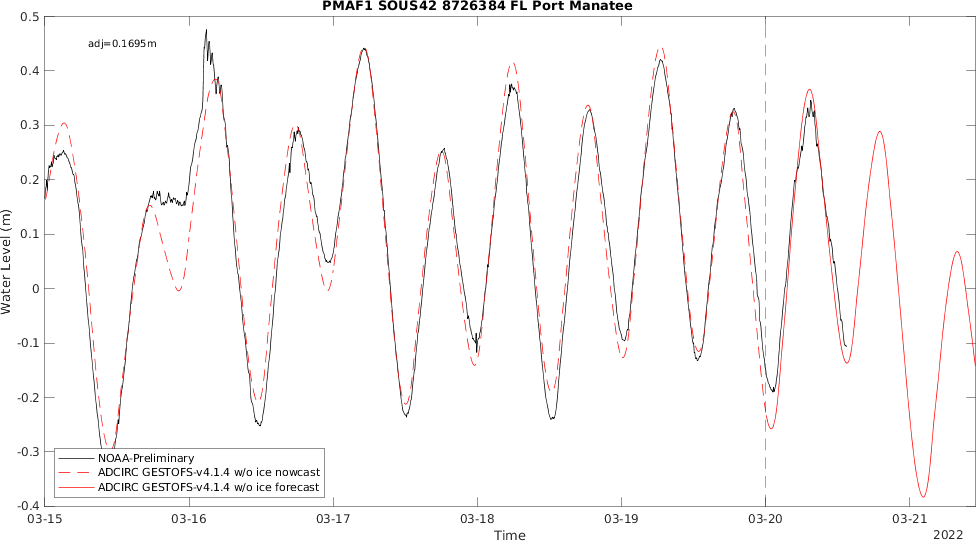 PMAF1 SOUS42 8726384 FL Port Manatee
adj=0.1695m
0.5
0.4
0.3
0.2
0.1
0
-0.1
-0.2
-0.3
-0.4
Water Level (m)
NOAA-Preliminary
ADCIRC GESTOFS-v4.1.4 w/o ice nowcast
ADCIRC GESTOFS-v4.1.4 w/o ice forecast
03-15 03-16 03-17 03-18 03-19 03-20 03-21
Time
2022